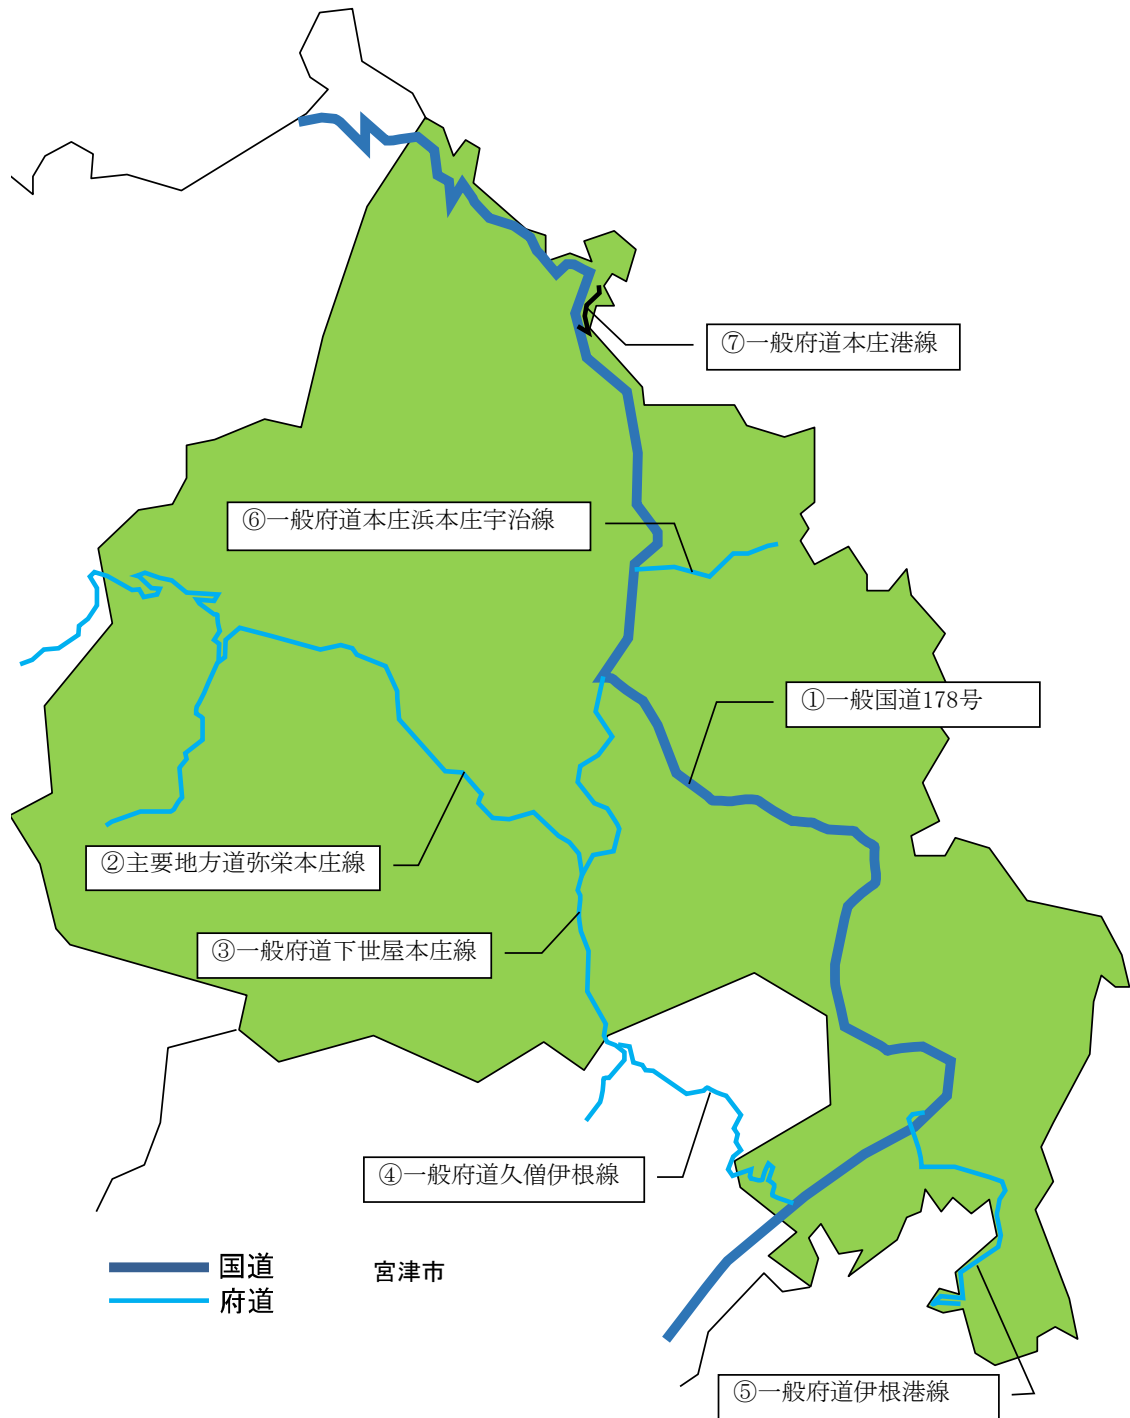 ⑦一般府道本庄港線
⑥一般府道本庄浜本庄宇治線
①一般国道178号
②主要地方道弥栄本庄線
③一般府道下世屋本庄線
④一般府道久僧伊根線
国道
府道
宮津市
⑤一般府道伊根港線